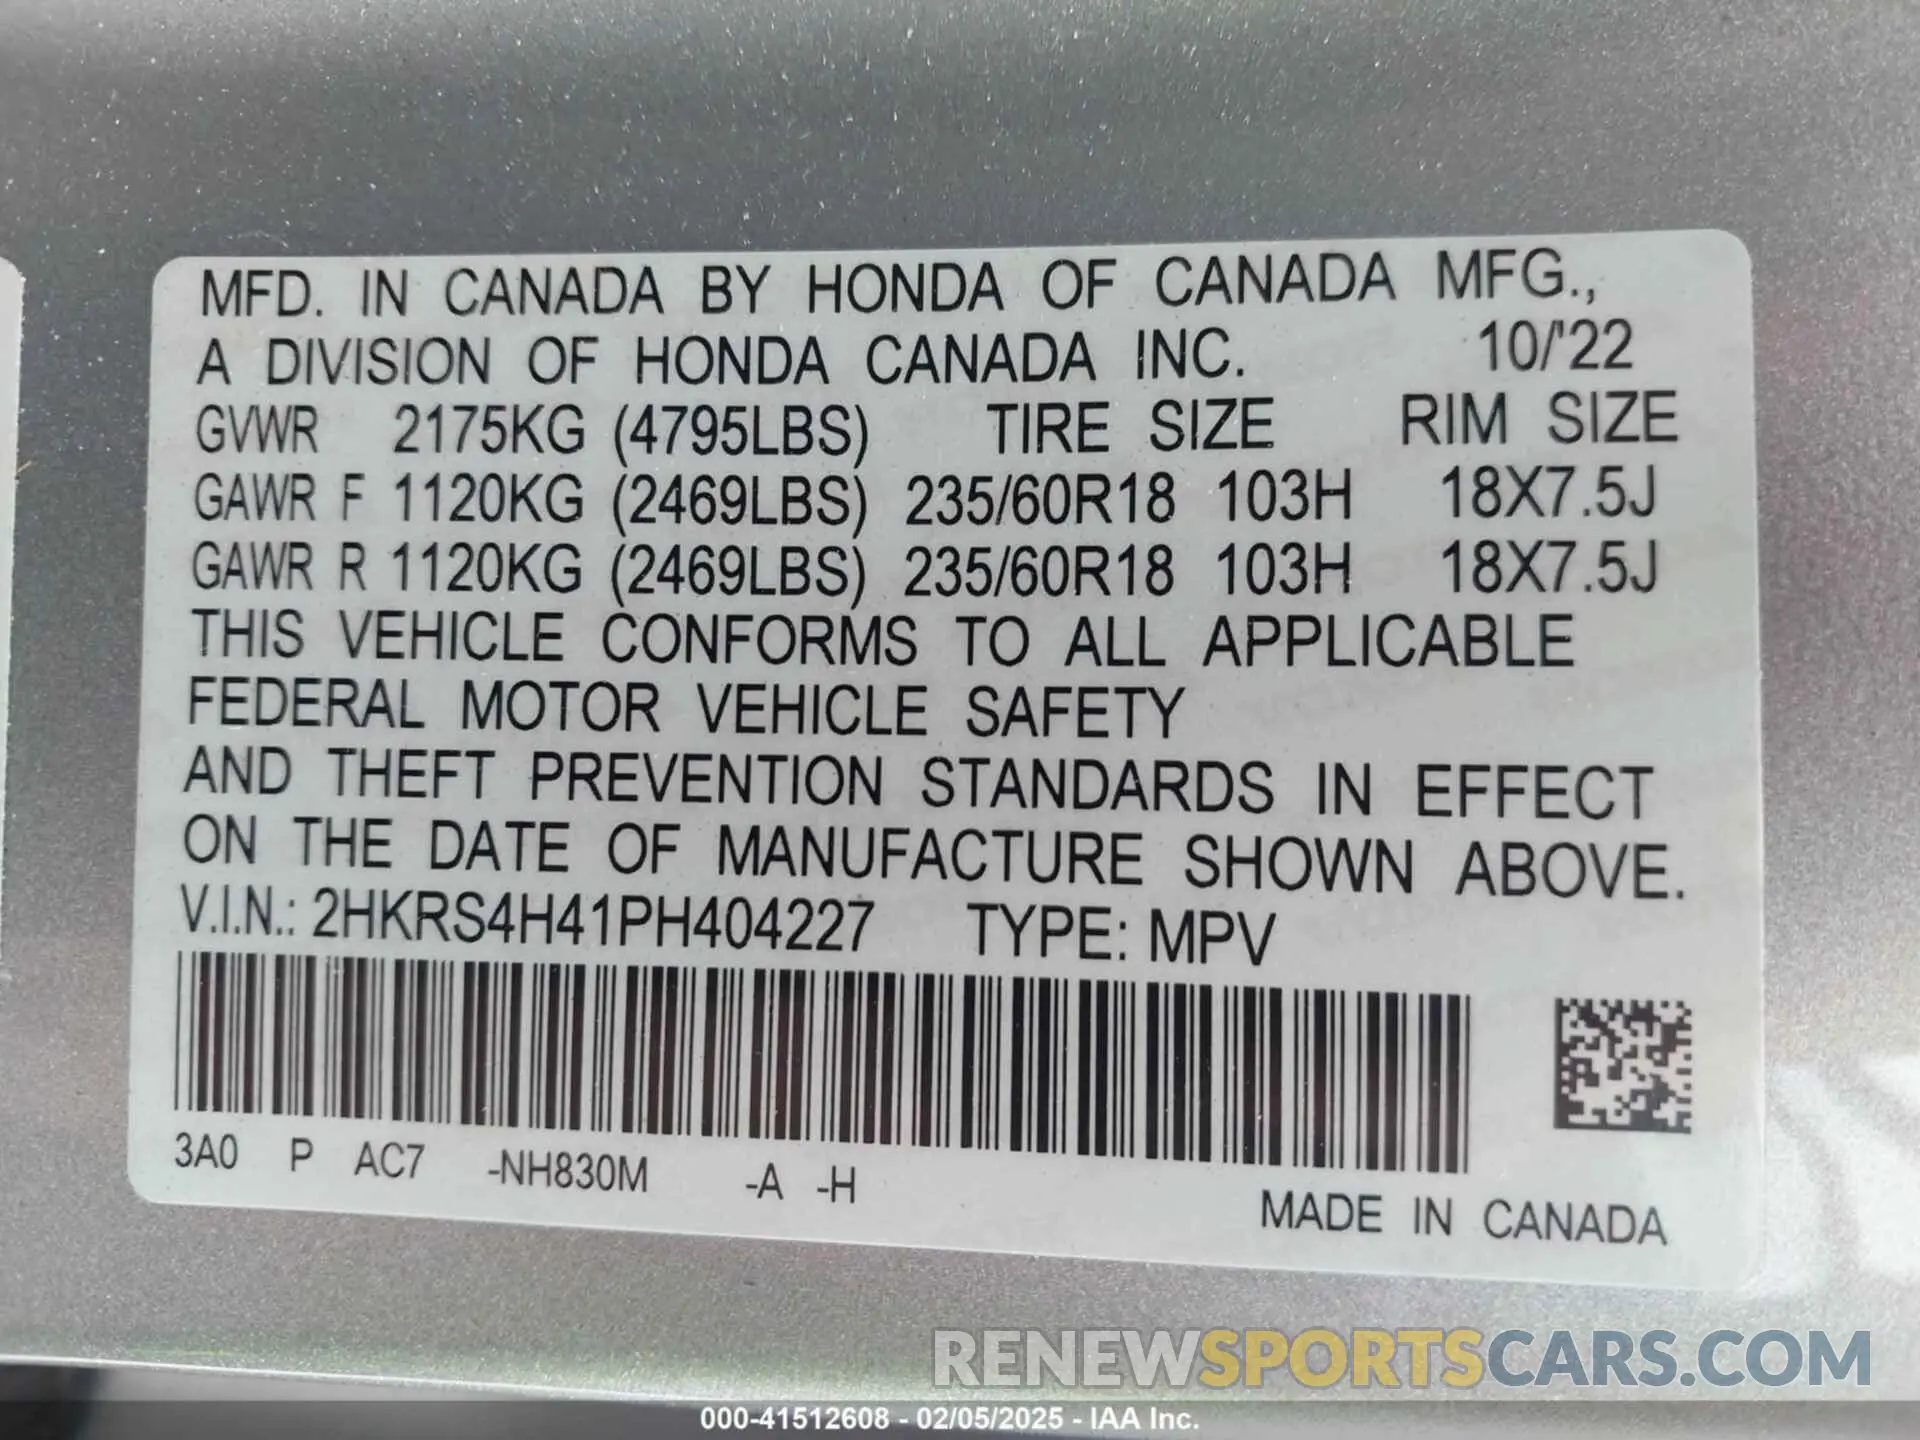 MFD. IN CANADA BY HONDA OF CANADA MFG.,
A DIVISION OF HONDA CANADA INC. 10/'22
GVWR 2175KG (4795LBS) TIRE SIZE RIM SIZE
GAWR F 1120KG (2469LBS) 235/60R18 103H 18X7.5J
GAWR R 1120KG (2469LBS) 235/60R18 103H 18X7.5J
THIS VEHICLE CONFORMS TO ALL APPLICABLE
FEDERAL MOTOR VEHICLE SAFETY
AND THEFT PREVENTION STANDARDS IN EFFECT
ON THE DATE OF MANUFACTURE SHOWN ABOVE.
V.I.N.: 2HKRS4H41PH404227 TYPE: MPV
3A0 P AC7 -NH830M -A -H
MADE IN CANADA
RENEWSPORTSCARS.COM
000-41512608 - 02/05/2025 - IAA Inc.